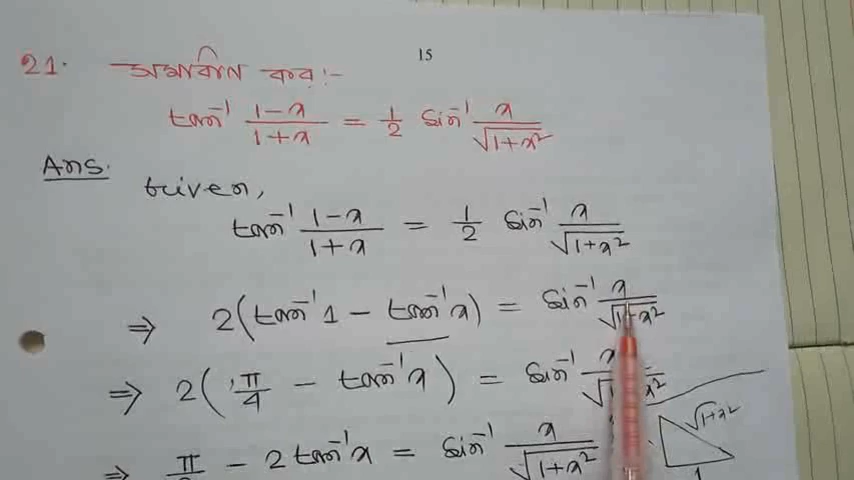 15
21. সমাধান কর:-
tan⁻¹ (1-x)/(1+x) = 1/2 sin⁻¹ x/√(1+x²)
Ans.
Given,
tan⁻¹ (1-x)/(1+x) = 1/2 sin⁻¹ x/√(1+x²)
⇒ 2(tan⁻¹1 - tan⁻¹x) = sin⁻¹ x/√(1+x²)
⇒ 2(π/4 - tan⁻¹x) = sin⁻¹ x/√(1+x²)
√(1+x²)
1
⇒ π/2 - 2tan⁻¹x = sin⁻¹ x/√(1+x²)